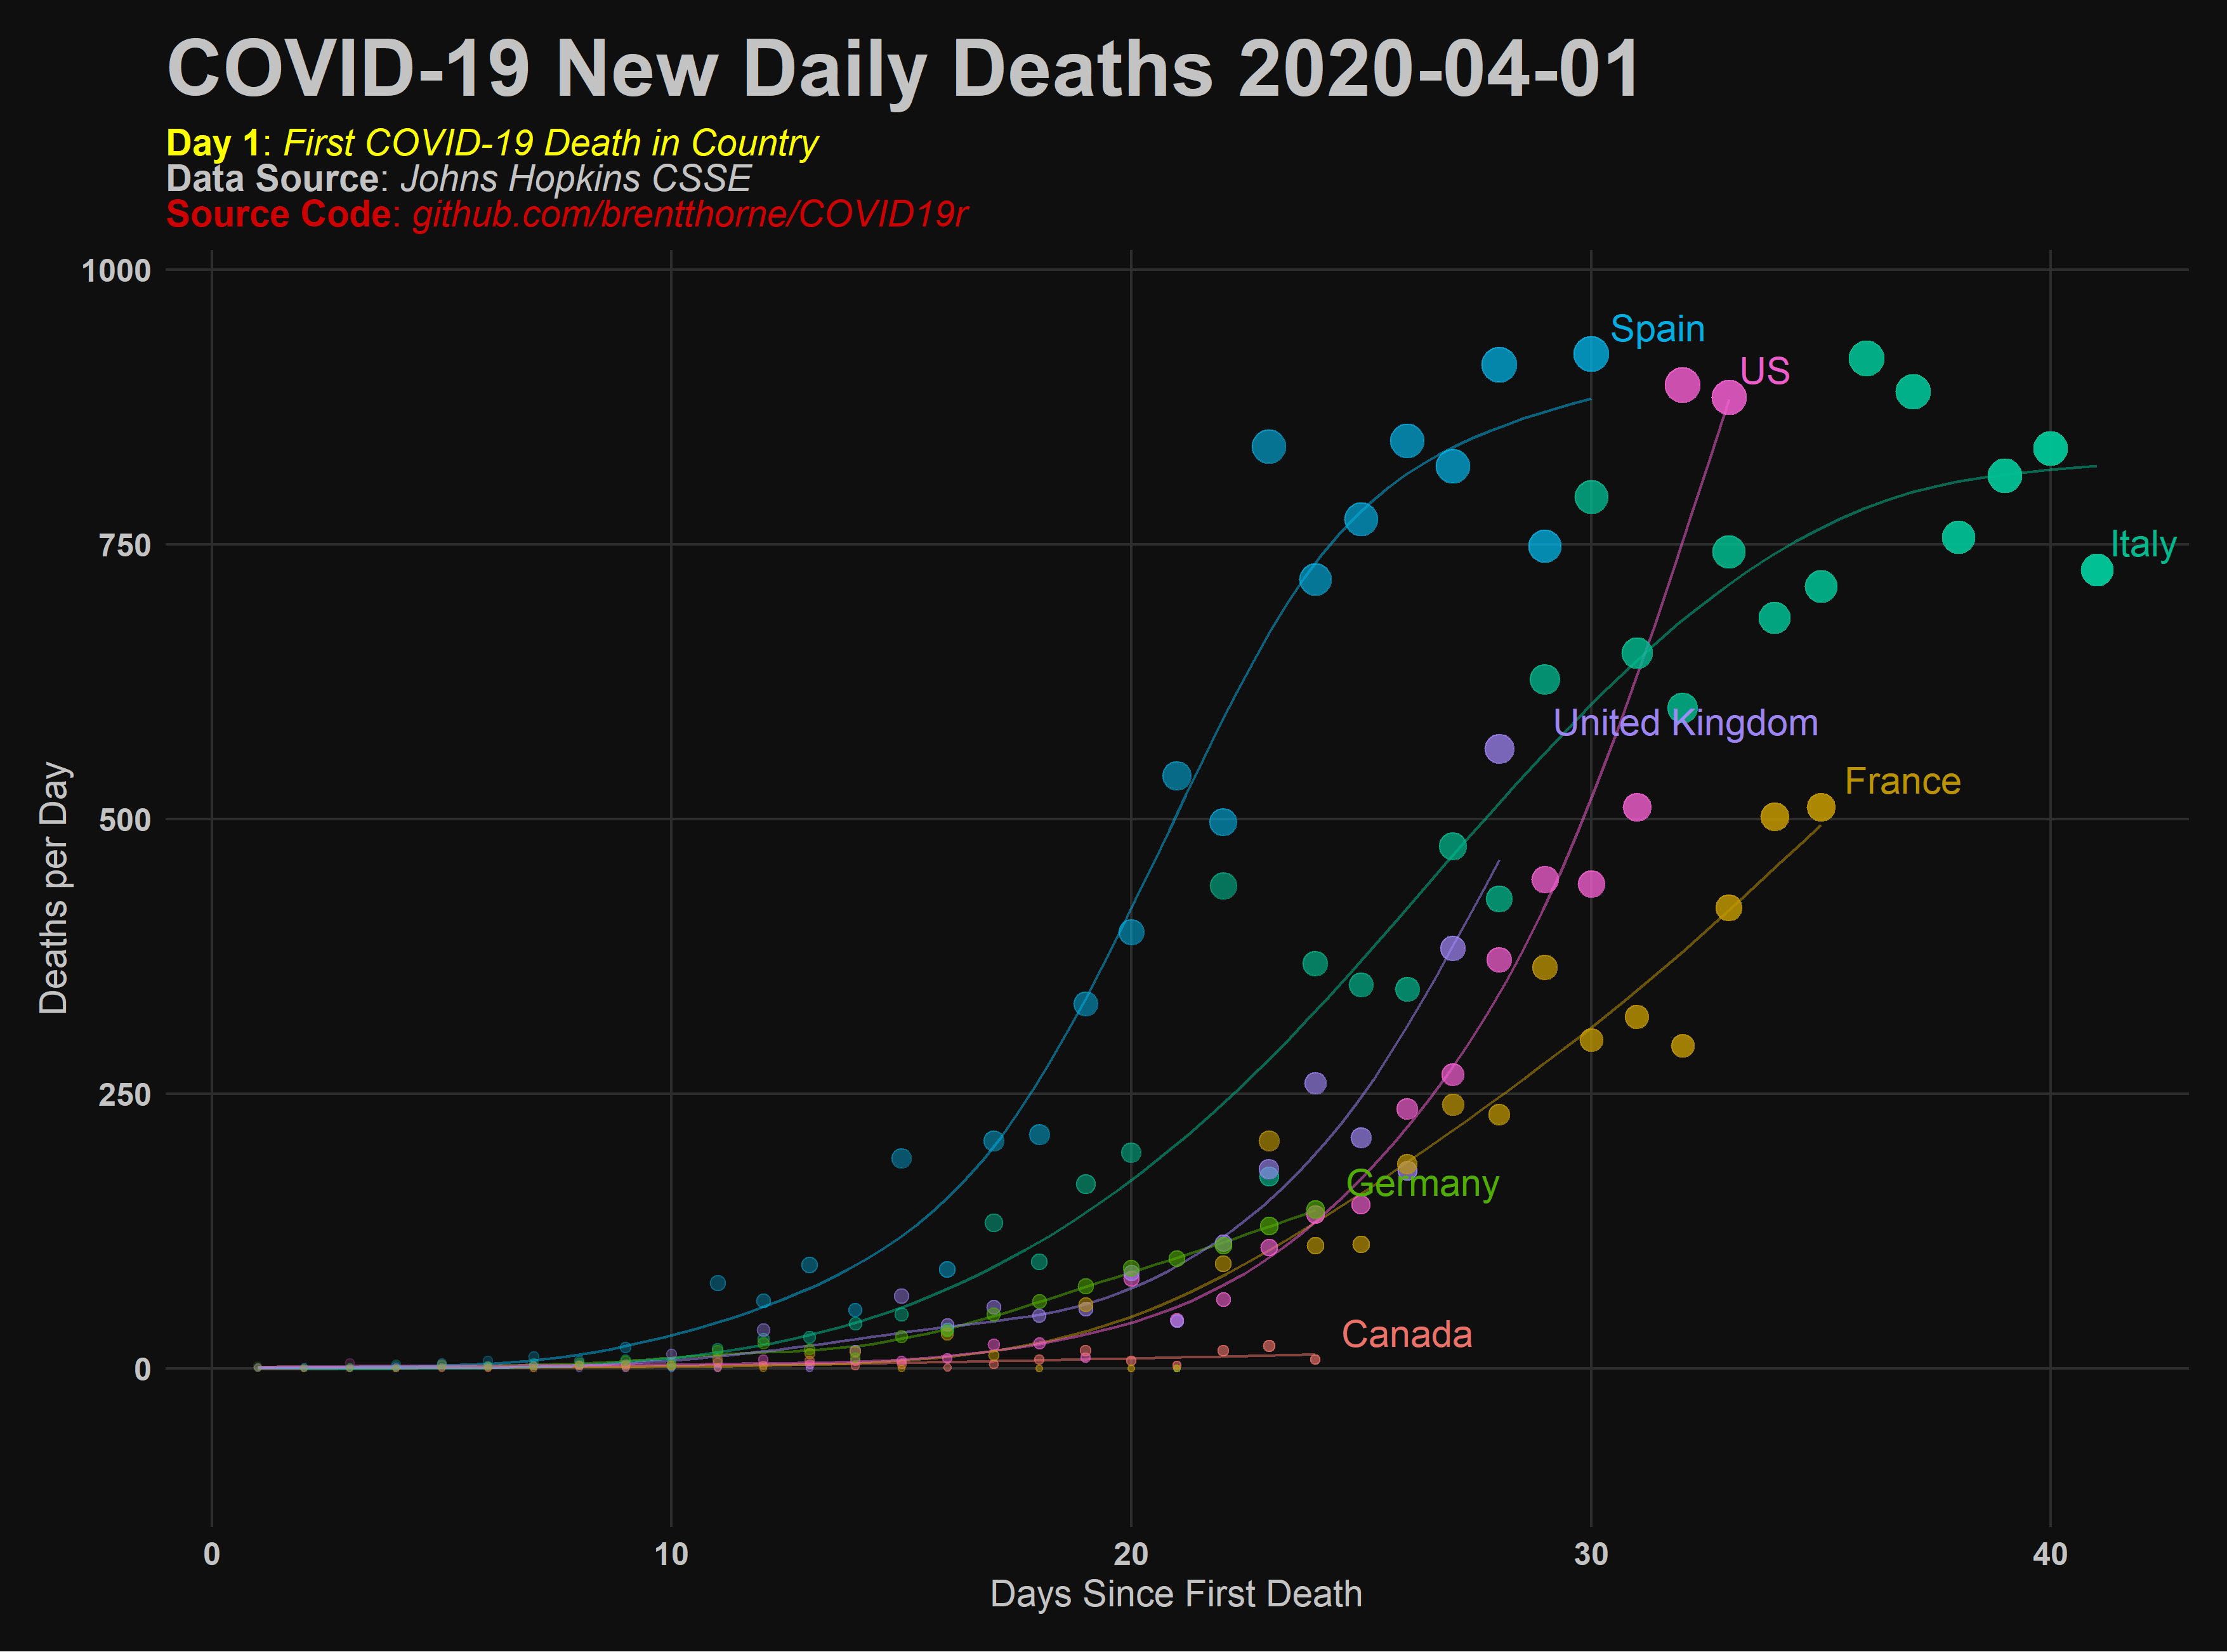 COVID-19 New Daily Deaths 2020-04-01
Day 1: First COVID-19 Death in Country
Data Source: Johns Hopkins CSSE
Source Code: github.com/brentthorne/COVID19r
1000
750
500
250
0
Deaths per Day
Spain
US
Italy
United Kingdom
France
Germany
Canada
0 10 20 30 40
Days Since First Death